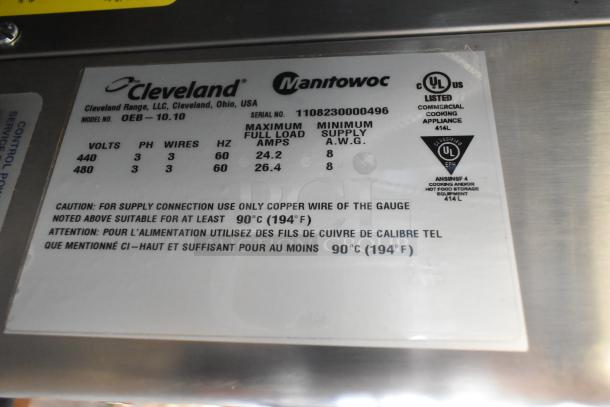 Cleveland® Manitowoc
Cleveland Range, LLC, Cleveland, Ohio, USA
MODEL NO. OEB-10.10 SERIAL NO. 1108230000496
VOLTS PH WIRES HZ MAXIMUM FULL LOAD AMPS MINIMUM SUPPLY A.W.G.
440 3 3 60 24.2 8
480 3 3 60 26.4 8
CAUTION: FOR SUPPLY CONNECTION USE ONLY COPPER WIRE OF THE GAUGE
NOTED ABOVE SUITABLE FOR AT LEAST 90°C (194°F)
ATTENTION: POUR L'ALIMENTATION UTILISEZ DES FILS DE CUIVRE DE CALIBRE TEL
QUE MENTIONNÉ CI-HAUT ET SUFFISANT POUR AU MOINS 90°C (194°F)
C UL US
LISTED
COMMERCIAL
COOKING
APPLIANCE
414L
CLASSIFIED
UL
EPH
ANSI/NSF 4
COOKING AND/OR
HOT FOOD STORAGE
EQUIPMENT
414 L
CONTROL